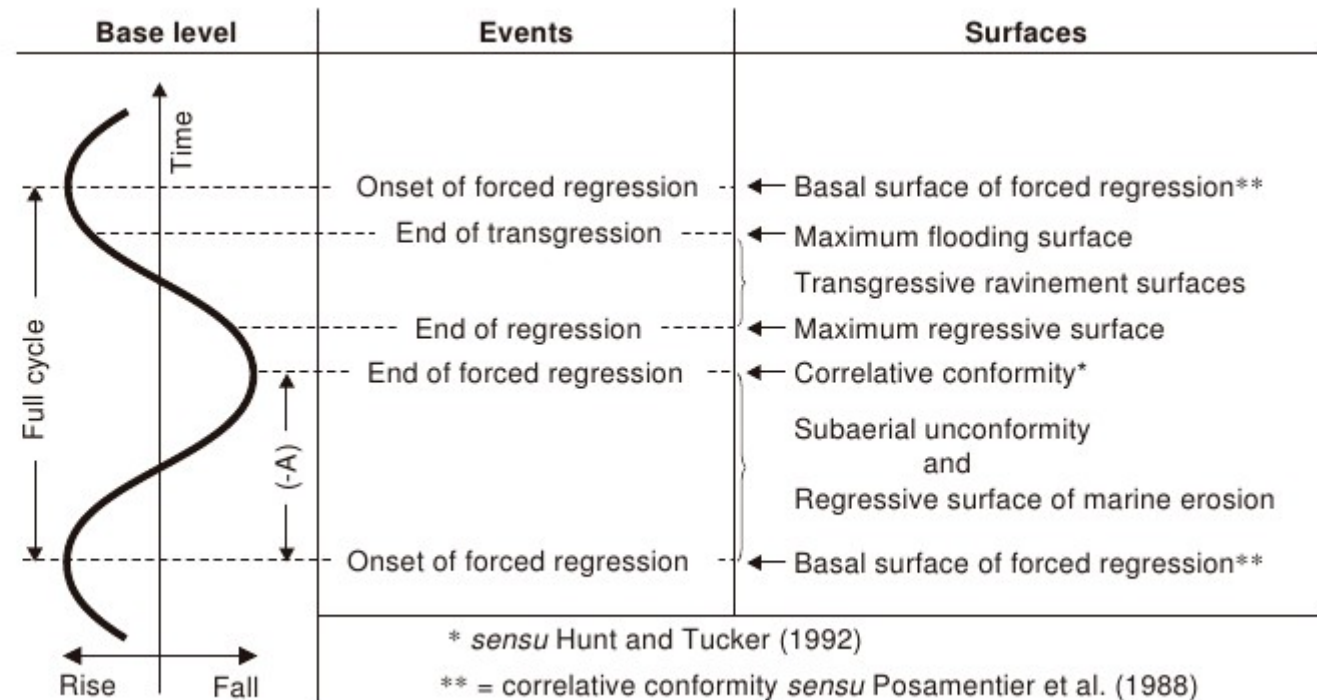 Base level
Events
Surfaces
Time
Full cycle
(-A)
Rise
Fall
Onset of forced regression
Basal surface of forced regression**
End of transgression
Maximum flooding surface
Transgressive ravinement surfaces
End of regression
Maximum regressive surface
End of forced regression
Correlative conformity*
Subaerial unconformity
and
Regressive surface of marine erosion
Onset of forced regression
Basal surface of forced regression**
* sensu Hunt and Tucker (1992)
** = correlative conformity sensu Posamentier et al. (1988)